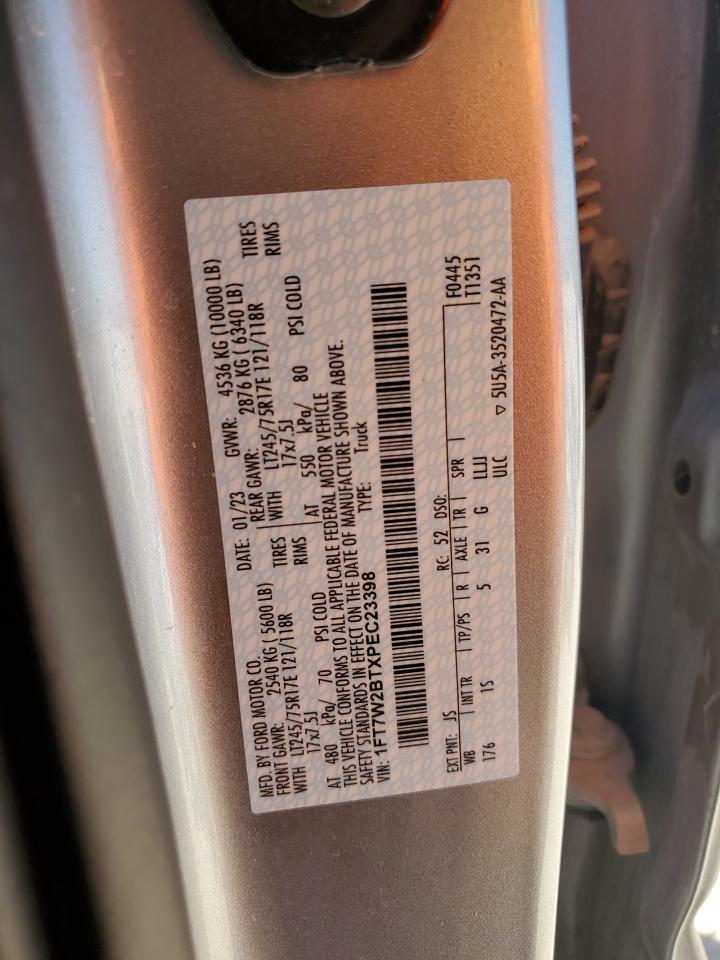 MFD. BY FORD MOTOR CO.
DATE: 01/23 GVWR: 4536 KG (10000 LB)
FRONT GAWR: 2540 KG ( 5600 LB) REAR GAWR: 2876 KG ( 6340 LB)
WITH LT245/75R17E 121/118R TIRES WITH LT245/75R17E 121/118R TIRES
17x7.5J RIMS 17x7.5J RIMS
AT 480 kPa/ 70 PSI COLD AT 550 kPa/ 80 PSI COLD
THIS VEHICLE CONFORMS TO ALL APPLICABLE FEDERAL MOTOR VEHICLE
SAFETY STANDARDS IN EFFECT ON THE DATE OF MANUFACTURE SHOWN ABOVE.
VIN: 1FT7W2BTXPEC23398 TYPE: Truck
EXT PNT: JS RC: 52 DSO: F0445
WB INT TR TP/PS R AXLE TR SPR T1351
176 1S 5 31 G LLJJ
ULC ▽ 5U5A-3520472-AA